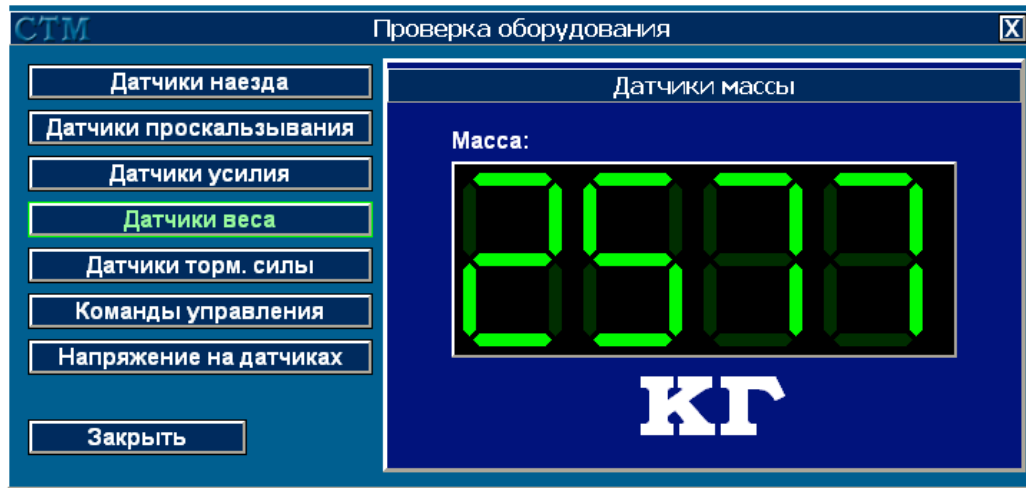 СТМ
Проверка оборудования
X
Датчики наезда
Датчики проскальзывания
Датчики усилия
Датчики веса
Датчики торм. силы
Команды управления
Напряжение на датчиках
Закрыть
Датчики массы
Масса:
2577
кг